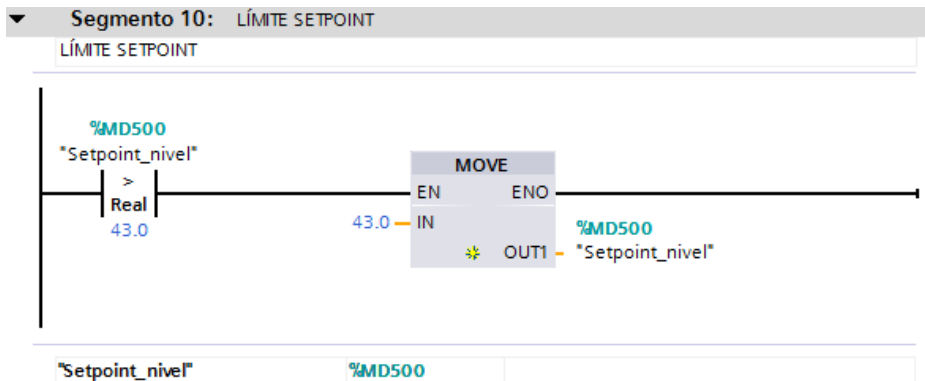 Segmento 10: LÍMITE SETPOINT
LÍMITE SETPOINT
%MD500
"Setpoint_nivel"
>
Real
43.0
MOVE
EN ENO
43.0 IN
%MD500
OUT1 "Setpoint_nivel"
"Setpoint_nivel" %MD500